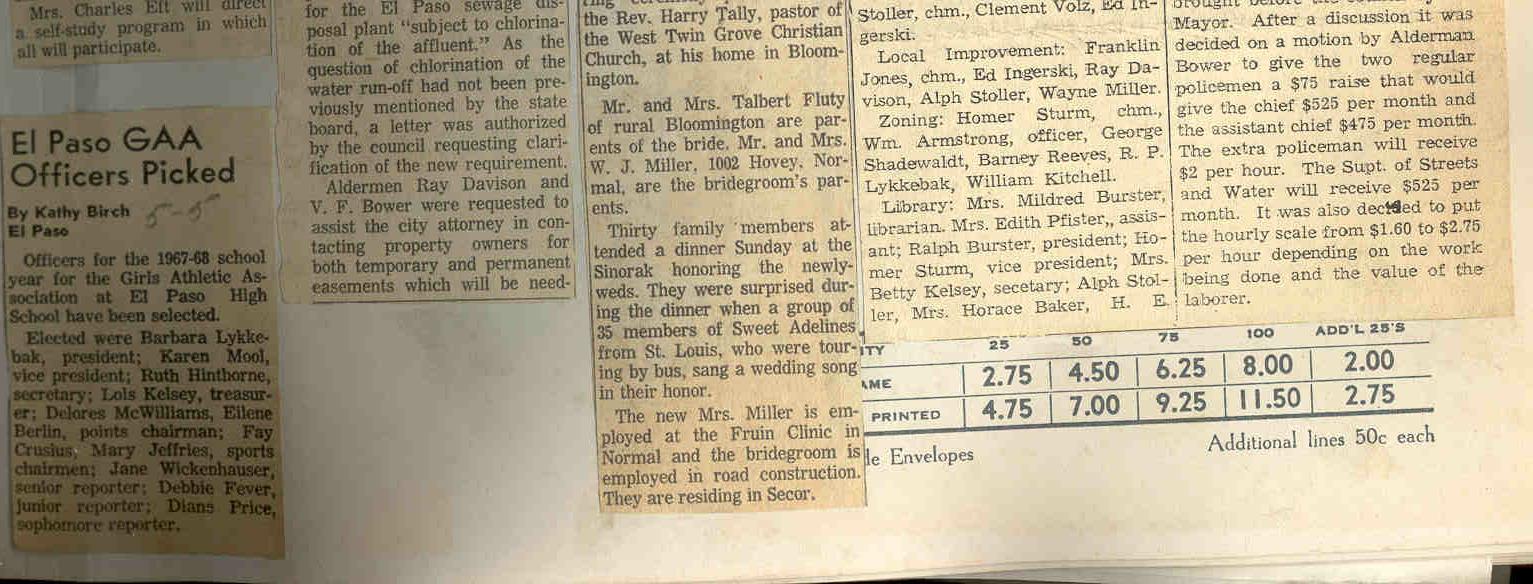 Mrs. Charles Eft will direct
a self-study program in which
all will participate.
El Paso GAA
Officers Picked
By Kathy Birch
5-5
El Paso
Officers for the 1967-68 school
year for the Girls Athletic As-
sociation at El Paso High
School have been selected.
Elected were Barbara Lykke-
bak, president; Karen Mool,
vice president; Ruth Hinthorne,
secretary; Lois Kelsey, treasur-
er; Delores McWilliams, Eilene
Berlin, points chairman; Fay
Crusius, Mary Jeffries, sports
chairmen; Jane Wickenhauser,
senior reporter; Debbie Fever,
junior reporter; Diane Price,
sophomore reporter.
for the El Paso sewage dis-
posal plant "subject to chlorina-
tion of the affluent." As the
question of chlorination of the
water run-off had not been pre-
viously mentioned by the state
board, a letter was authorized
by the council requesting clari-
fication of the new requirement.
Aldermen Ray Davison and
V. F. Bower were requested to
assist the city attorney in con-
tacting property owners for
both temporary and permanent
easements which will be need-
ring ceremony
the Rev. Harry Tally, pastor of
the West Twin Grove Christian
Church, at his home in Bloom-
ington.
Mr. and Mrs. Talbert Fluty
of rural Bloomington are par-
ents of the bride. Mr. and Mrs.
W. J. Miller, 1002 Hovey, Nor-
mal, are the bridegroom's par-
ents.
Thirty family members at-
tended a dinner Sunday at the
Sinorak honoring the newly-
weds. They were surprised dur-
ing the dinner when a group of
35 members of Sweet Adelines
from St. Louis, who were tour-
ing by bus, sang a wedding song
in their honor.
The new Mrs. Miller is em-
ployed at the Fruin Clinic in
Normal and the bridegroom is
employed in road construction.
They are residing in Secor.
Stoller, chm., Clement Volz, Ed In-
gerski.
Local Improvement: Franklin
Jones, chm., Ed Ingerski, Ray Da-
vison, Alph Stoller, Wayne Miller.
Zoning: Homer Sturm, chm.,
Wm. Armstrong, officer, George
Shadewaldt, Barney Reeves, R. P.
Lykkebak, William Kitchell.
Library: Mrs. Mildred Burster,
librarian. Mrs. Edith Pfister,, assis-
ant; Ralph Burster, president; Ho-
mer Sturm, vice president; Mrs.
Betty Kelsey, secetary; Alph Stol-
ler, Mrs. Horace Baker, H. E.
brought before the
Mayor. After a discussion it was
decided on a motion by Alderman
Bower to give the two regular
policemen a $75 raise that would
give the chief $525 per month and
the assistant chief $475 per month.
The extra policeman will receive
$2 per hour. The Supt. of Streets
and Water will receive $525 per
month. It was also decided to put
the hourly scale from $1.60 to $2.75
per hour depending on the work
being done and the value of the
laborer.
ITY 25 50 75 100 ADD'L 25'S
AME 2.75 4.50 6.25 8.00 2.00
PRINTED 4.75 7.00 9.25 11.50 2.75
le Envelopes Additional lines 50c each